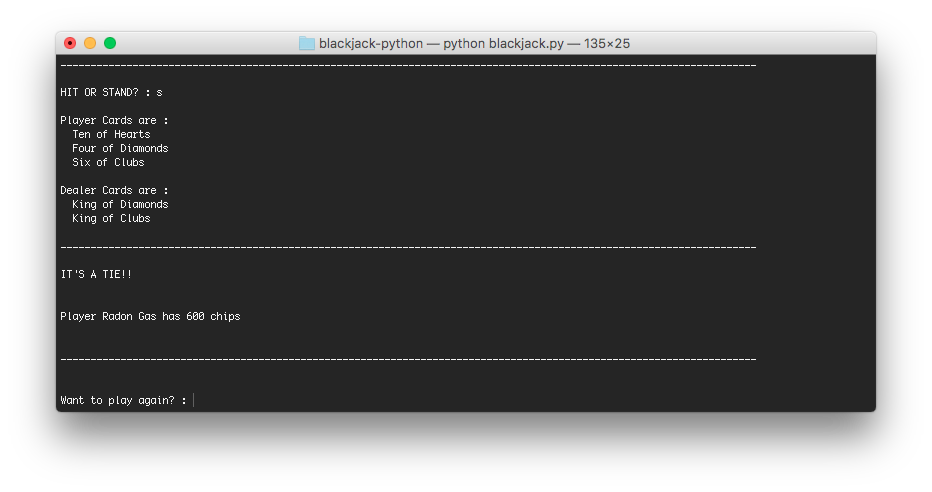 blackjack-python — python blackjack.py — 135×25
--------------------------------------------------------------------------------------------------------------------
HIT OR STAND? : s
Player Cards are :
Ten of Hearts
Four of Diamonds
Six of Clubs
Dealer Cards are :
King of Diamonds
King of Clubs
--------------------------------------------------------------------------------------------------------------------
IT'S A TIE!!
Player Radon Gas has 600 chips
--------------------------------------------------------------------------------------------------------------------
Want to play again? :